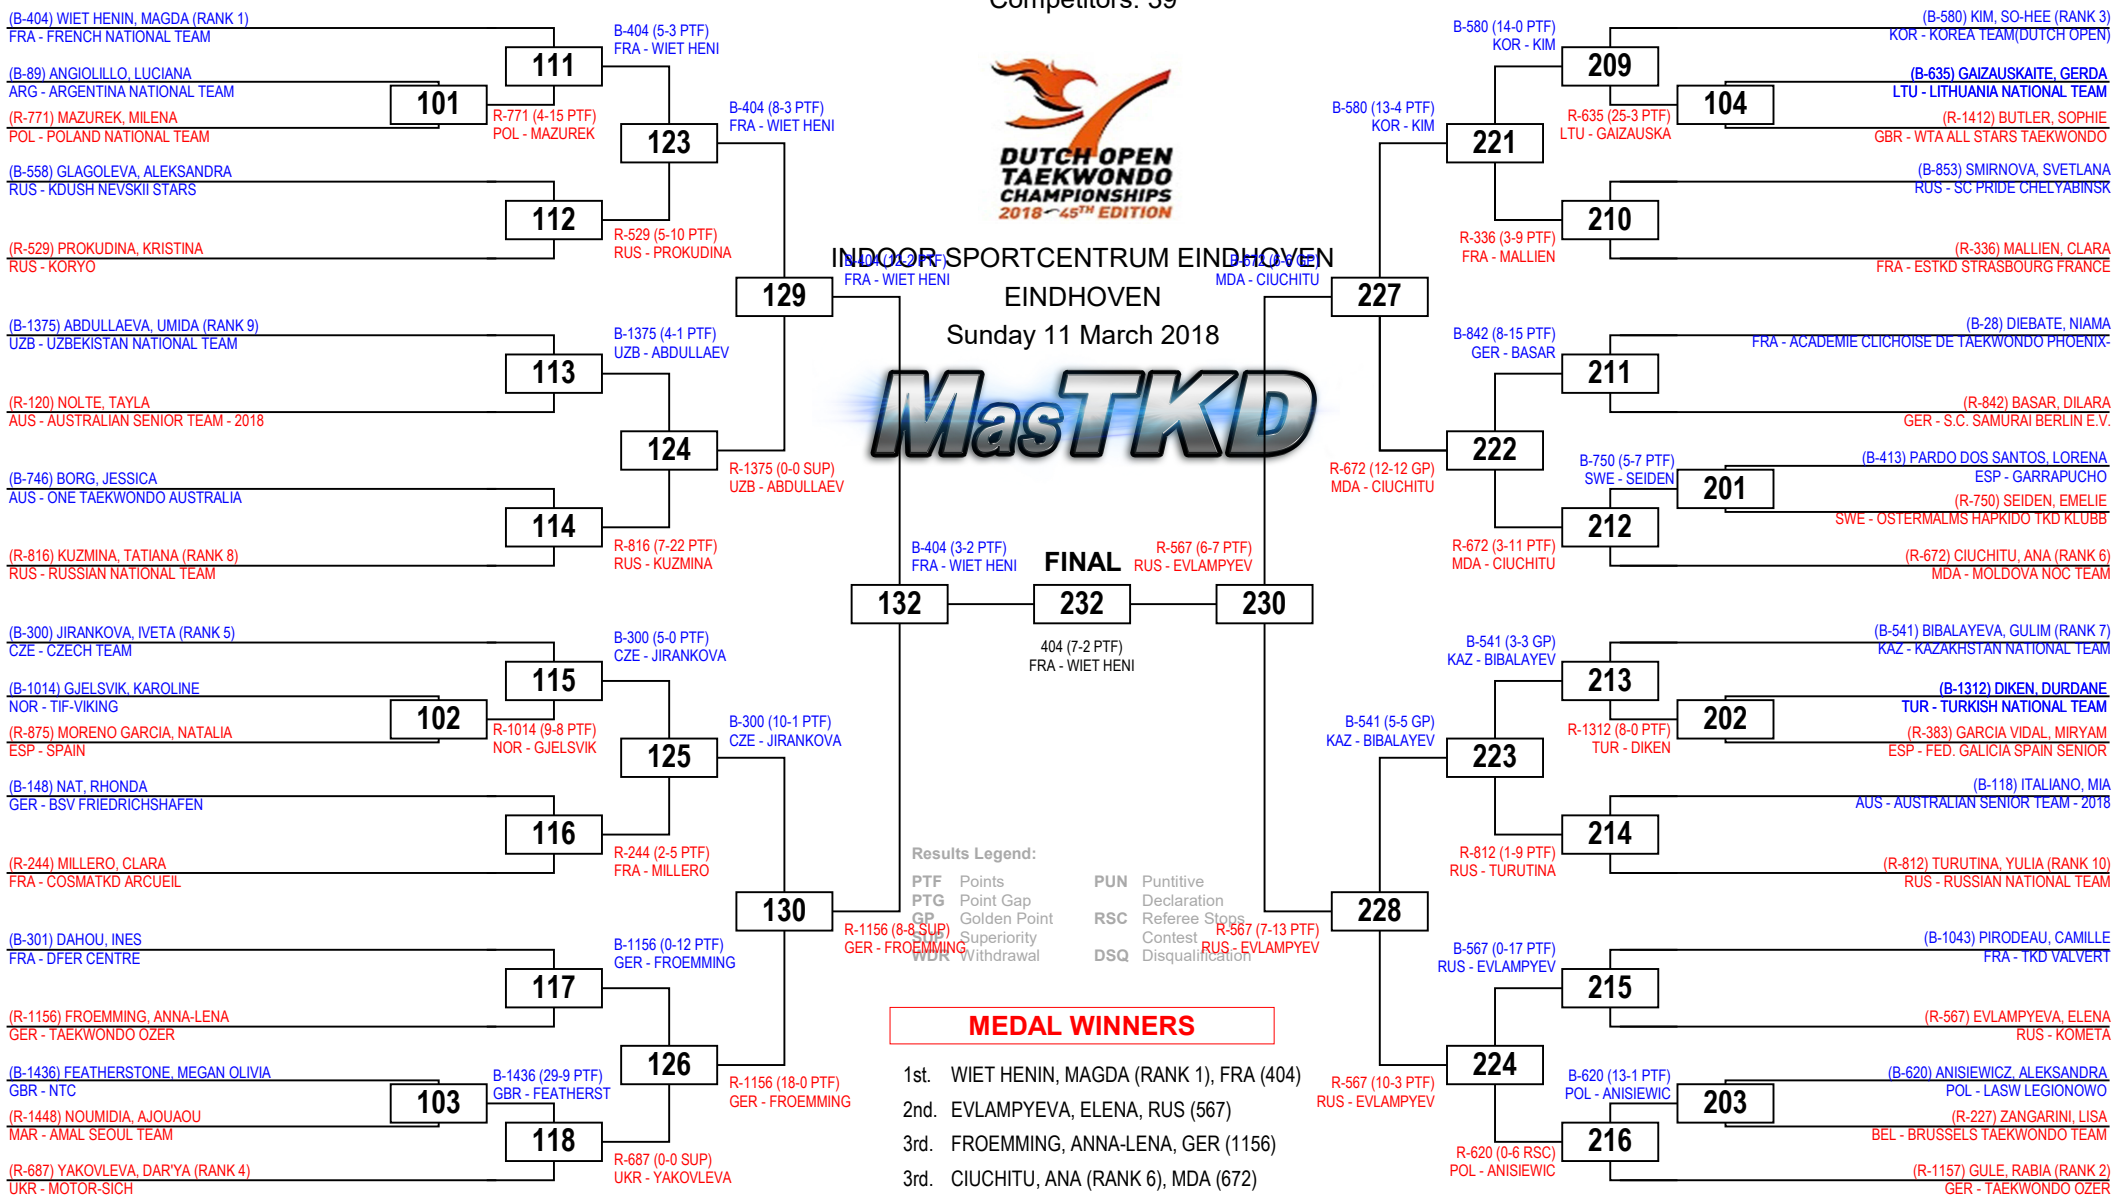 Competitors: 39
(B-404) WIET HENIN, MAGDA (RANK 1)
FRA - FRENCH NATIONAL TEAM
(B-89) ANGIOLILLO, LUCIANA
ARG - ARGENTINA NATIONAL TEAM
(R-771) MAZUREK, MILENA
POL - POLAND NATIONAL TEAM
(B-558) GLAGOLEVA, ALEKSANDRA
RUS - KDUSH NEVSKII STARS
(R-529) PROKUDINA, KRISTINA
RUS - KORYO
(B-1375) ABDULLAEVA, UMIDA (RANK 9)
UZB - UZBEKISTAN NATIONAL TEAM
(R-120) NOLTE, TAYLA
AUS - AUSTRALIAN SENIOR TEAM - 2018
(B-746) BORG, JESSICA
AUS - ONE TAEKWONDO AUSTRALIA
(R-816) KUZMINA, TATIANA (RANK 8)
RUS - RUSSIAN NATIONAL TEAM
(B-300) JIRANKOVA, IVETA (RANK 5)
CZE - CZECH TEAM
(B-1014) GJELSVIK, KAROLINE
NOR - TIF-VIKING
(R-875) MORENO GARCIA, NATALIA
ESP - SPAIN
(B-148) NAT, RHONDA
GER - BSV FRIEDRICHSHAFEN
(R-244) MILLERO, CLARA
FRA - COSMATKD ARCUEIL
(B-301) DAHOU, INES
FRA - DFER CENTRE
(R-1156) FROEMMING, ANNA-LENA
GER - TAEKWONDO OZER
(B-1436) FEATHERSTONE, MEGAN OLIVIA
GBR - NTC
(R-1448) NOUMIDIA, AJOUAOU
MAR - AMAL SEOUL TEAM
(R-687) YAKOVLEVA, DAR'YA (RANK 4)
UKR - MOTOR-SICH
101
R-771 (4-15 PTF)
POL - MAZUREK
102
R-1014 (9-8 PTF)
NOR - GJELSVIK
103
B-1436 (29-9 PTF)
GBR - FEATHERST
111
B-404 (5-3 PTF)
FRA - WIET HENI
112
R-529 (5-10 PTF)
RUS - PROKUDINA
113
B-1375 (4-1 PTF)
UZB - ABDULLAEV
114
R-816 (7-22 PTF)
RUS - KUZMINA
115
B-300 (5-0 PTF)
CZE - JIRANKOVA
116
R-244 (2-5 PTF)
FRA - MILLERO
117
B-1156 (0-12 PTF)
GER - FROEMMING
118
R-687 (0-0 SUP)
UKR - YAKOVLEVA
123
B-404 (8-3 PTF)
FRA - WIET HENI
124
R-1375 (0-0 SUP)
UZB - ABDULLAEV
125
B-300 (10-1 PTF)
CZE - JIRANKOVA
126
R-1156 (18-0 PTF)
GER - FROEMMING
129
B-404 (12-2 PTF)
FRA - WIET HENI
130
R-1156 (8-8 SUP)
GER - FROEMMING
132
B-404 (3-2 PTF)
FRA - WIET HENI
DUTCH OPEN
TAEKWONDO
CHAMPIONSHIPS
2018 - 45TH EDITION
INDOOR SPORTCENTRUM EINDHOVEN
EINDHOVEN
Sunday 11 March 2018
MasTKD
FINAL
232
404 (7-2 PTF)
FRA - WIET HENI
R-567 (6-7 PTF)
RUS - EVLAMPYEV
230
B-672 (6-6 GP)
MDA - CIUCHITU
227
R-567 (7-13 PTF)
RUS - EVLAMPYEV
228
B-580 (13-4 PTF)
KOR - KIM
221
R-672 (12-12 GP)
MDA - CIUCHITU
222
B-541 (5-5 GP)
KAZ - BIBALAYEV
223
R-567 (10-3 PTF)
RUS - EVLAMPYEV
224
B-580 (14-0 PTF)
KOR - KIM
209
R-336 (3-9 PTF)
FRA - MALLIEN
210
B-842 (8-15 PTF)
GER - BASAR
211
R-672 (3-11 PTF)
MDA - CIUCHITU
212
B-541 (3-3 GP)
KAZ - BIBALAYEV
213
R-812 (1-9 PTF)
RUS - TURUTINA
214
B-567 (0-17 PTF)
RUS - EVLAMPYEV
215
R-620 (0-6 RSC)
POL - ANISIEWIC
216
R-635 (25-3 PTF)
LTU - GAIZAUSKA
104
B-750 (5-7 PTF)
SWE - SEIDEN
201
R-1312 (8-0 PTF)
TUR - DIKEN
202
B-620 (13-1 PTF)
POL - ANISIEWIC
203
(B-580) KIM, SO-HEE (RANK 3)
KOR - KOREA TEAM(DUTCH OPEN)
(B-635) GAIZAUSKAITE, GERDA
LTU - LITHUANIA NATIONAL TEAM
(R-1412) BUTLER, SOPHIE
GBR - WTA ALL STARS TAEKWONDO
(B-853) SMIRNOVA, SVETLANA
RUS - SC PRIDE CHELYABINSK
(R-336) MALLIEN, CLARA
FRA - ESTKD STRASBOURG FRANCE
(B-28) DIEBATE, NIAMA
FRA - ACADEMIE CLICHOISE DE TAEKWONDO PHOENIX-
(R-842) BASAR, DILARA
GER - S.C. SAMURAI BERLIN E.V.
(B-413) PARDO DOS SANTOS, LORENA
ESP - GARRAPUCHO
(R-750) SEIDEN, EMELIE
SWE - OSTERMALMS HAPKIDO TKD KLUBB
(R-672) CIUCHITU, ANA (RANK 6)
MDA - MOLDOVA NOC TEAM
(B-541) BIBALAYEVA, GULIM (RANK 7)
KAZ - KAZAKHSTAN NATIONAL TEAM
(B-1312) DIKEN, DURDANE
TUR - TURKISH NATIONAL TEAM
(R-383) GARCIA VIDAL, MIRYAM
ESP - FED. GALICIA SPAIN SENIOR
(B-118) ITALIANO, MIA
AUS - AUSTRALIAN SENIOR TEAM - 2018
(R-812) TURUTINA, YULIA (RANK 10)
RUS - RUSSIAN NATIONAL TEAM
(B-1043) PIRODEAU, CAMILLE
FRA - TKD VALVERT
(R-567) EVLAMPYEVA, ELENA
RUS - KOMETA
(B-620) ANISIEWICZ, ALEKSANDRA
POL - LASW LEGIONOWO
(R-227) ZANGARINI, LISA
BEL - BRUSSELS TAEKWONDO TEAM
(R-1157) GULE, RABIA (RANK 2)
GER - TAEKWONDO OZER
Results Legend:
PTF Points
PTG Point Gap
GP Golden Point
SUP Superiority
WDR Withdrawal
PUN Puntitive
Declaration
RSC Referee Stops
Contest
DSQ Disqualification
MEDAL WINNERS
1st. WIET HENIN, MAGDA (RANK 1), FRA (404)
2nd. EVLAMPYEVA, ELENA, RUS (567)
3rd. FROEMMING, ANNA-LENA, GER (1156)
3rd. CIUCHITU, ANA (RANK 6), MDA (672)